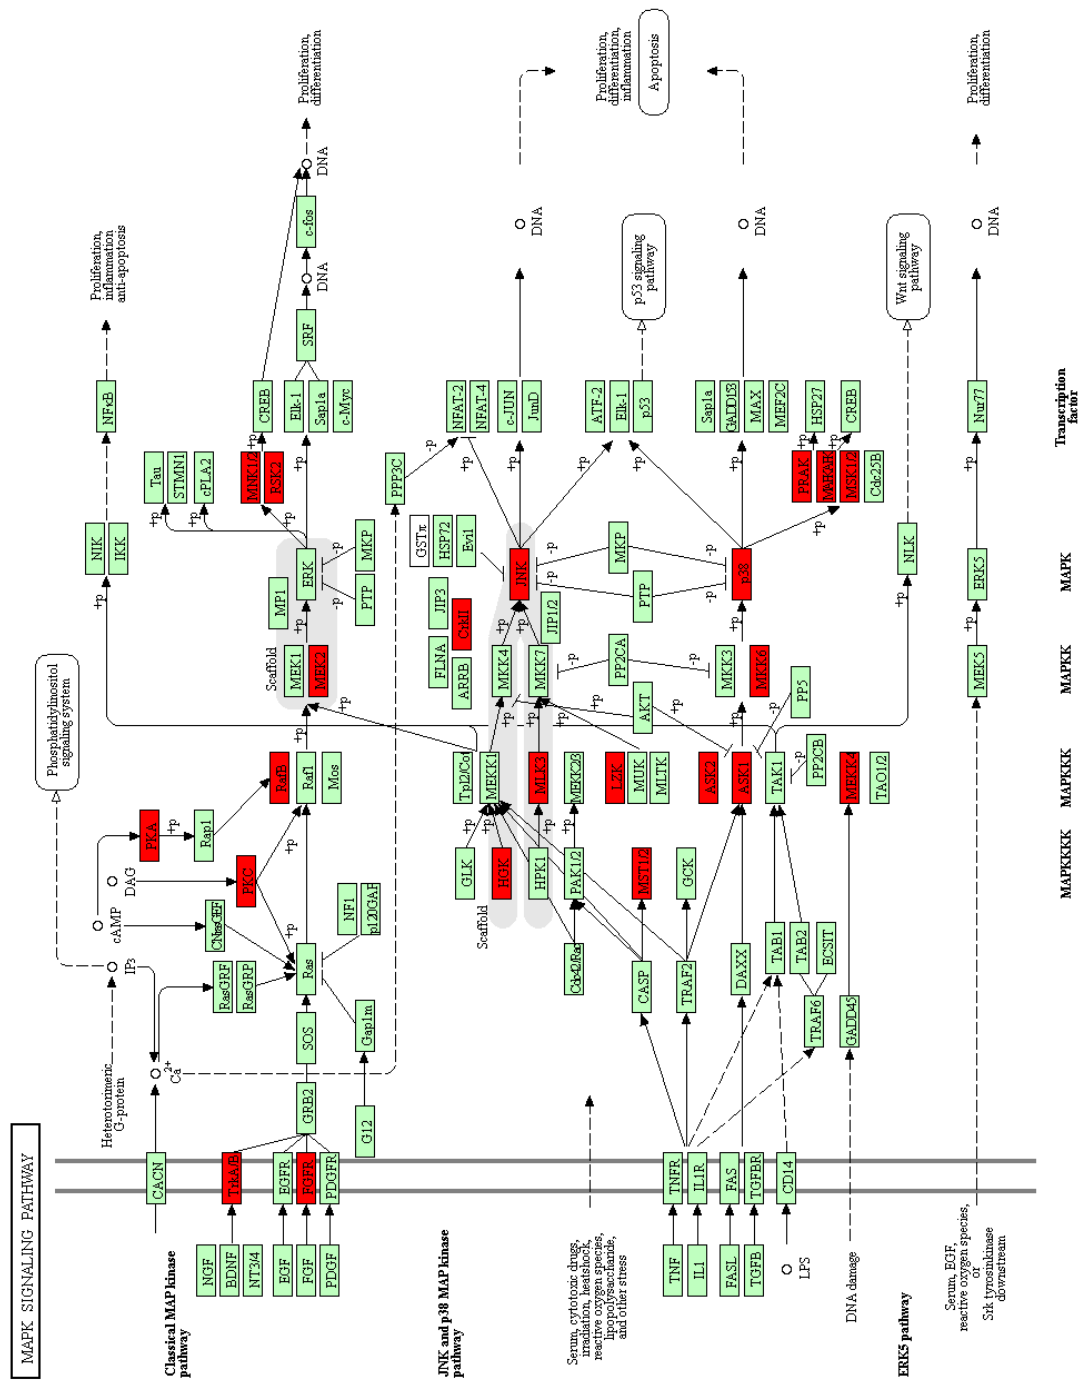 MAPK SIGNALING PATHWAY
Heterotrimeric
G-protein
IP3
Phosphatidylinositol
signaling system
cAMP
DAG
PKA
+p
Rap1
CACN
Ca 2+
Classical MAP kinase
pathway
NGF
BDNF
NT3/4
EGF
FGF
PDGF
TrkA/B
EGFR
FGFR
PDGFR
GRB2
SOS
G12
Gap1m
RasGRF
RasGRP
CNrasGEF
Ras
NF1
p120GAP
PKC
+p
+p
RafB
Raf1
Mos
+p
+p
Scaffold
MEK1
MEK2
MP1
+p
ERK
PTP
MKP
-p
-p
+p
NIK
IKK
NFκB
Proliferation,
inflammation
anti-apoptosis
+p
+p
+p
+p
Tau
STMN1
cPLA2
MNK1/2
RSK2
+p
CREB
Elk-1
Sap1a
c-Myc
SRF
DNA
c-fos
DNA
Proliferation,
differentiation
PPP3C
-p
JNK and p38 MAP kinase
pathway
Scaffold
GLK
HGK
HPK1
PAK1/2
+p
+p
+p
+p
Tpl2/Cot
MEKK1
MLK3
MEKK2/3
LZK
MUK
MLTK
+p
+p
+p
+p
MKK4
MKK7
FLNA
ARRB
JIP3
CrkII
JIP1/2
+p
+p
GSTπ
HSP72
Evi1
JNK
+p
+p
+p
NFAT-2
NFAT-4
c-JUN
JunD
ATF-2
Elk-1
p53
DNA
Proliferation,
differentiation,
inflammation
Apoptosis
p53 signaling
pathway
Serum, cytotoxic drugs,
irradiation, heatshock,
reactive oxygen species,
lipopolysaccharide,
and other stress
Cdc42/Rac
CASP
MST1/2
TRAF2
GCK
AKT
PP2CA
-p
-p
+p
PTP
MKP
-p
-p
-p
TNF
IL1
FASL
TGFB
LPS
TNFR
IL1R
FAS
TGFBR
CD14
DAXX
TAB1
TAB2
ECSIT
TRAF6
GADD45
DNA damage
ASK2
ASK1
TAK1
PP5
-p
PP2CB
-p
MEKK4
TAO1/2
+p
MKK3
MKK6
+p
p38
+p
+p
+p
Sap1a
GADD153
MAX
MEF2C
PRAK
MAPKAPK
MSK1/2
Cdc25B
+p
+p
HSP27
CREB
DNA
+p
NLK
Wnt signaling
pathway
ERK5 pathway
Serum, EGF,
reactive oxygen species,
or
Srk tyrosinkinase
downstream
MEK5
+p
ERK5
+p
Nur77
DNA
Proliferation,
differentiation
MAPKKKK
MAPKKK
MAPKK
MAPK
Transcription
factor